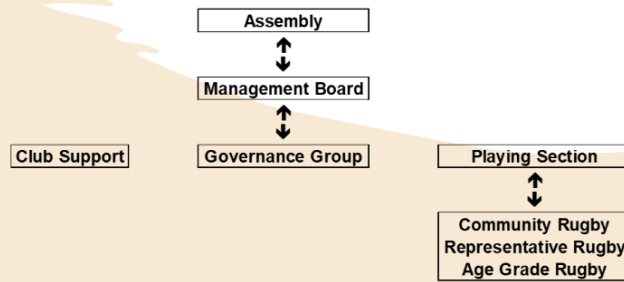 Assembly
Management Board
Club Support
Governance Group
Playing Section
Community Rugby
Representative Rugby
Age Grade Rugby